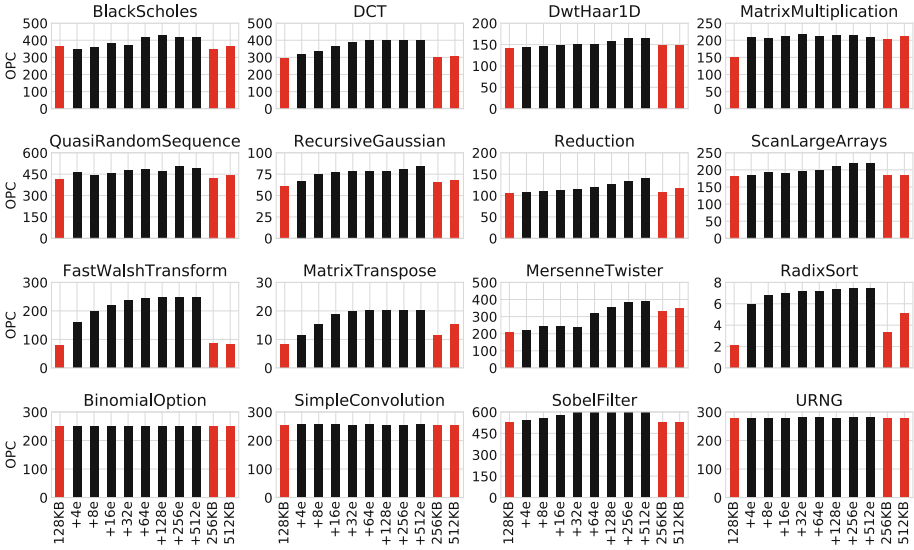 BlackScholes DCT DwtHaar1D MatrixMultiplication
OPC
500 400 300 200 100 0
500 400 300 200 100 0
200 150 100 50 0
250 200 150 100 50 0
QuasiRandomSequence RecursiveGaussian Reduction ScanLargeArrays
OPC
600 450 300 150 0
100 75 50 25 0
200 150 100 50 0
250 200 150 100 50 0
FastWalshTransform MatrixTranspose MersenneTwister RadixSort
OPC
300 200 100 0
30 20 10 0
500 400 300 200 100 0
8 6 4 2 0
BinomialOption SimpleConvolution SobelFilter URNG
OPC
300 200 100 0
300 200 100 0
600 450 300 150 0
300 200 100 0
128KB +4e +8e +16e +32e +64e +128e +256e +512e 256KB 512KB
128KB +4e +8e +16e +32e +64e +128e +256e +512e 256KB 512KB
128KB +4e +8e +16e +32e +64e +128e +256e +512e 256KB 512KB
128KB +4e +8e +16e +32e +64e +128e +256e +512e 256KB 512KB